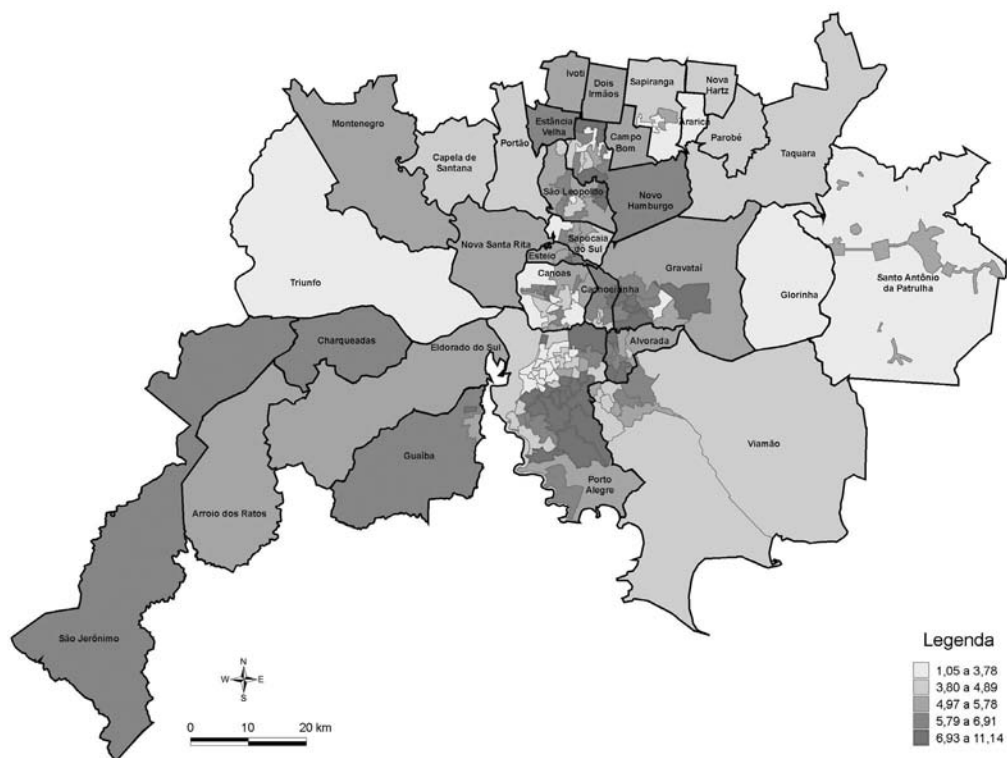 Ivoti
Dois
Irmãos
Sapiranga
Nova
Hartz
Montenegro
Estância
Velha
Araricá
Campo
Bom
Parobé
Portão
Capela de
Santana
Taquara
São Leopoldo
Novo
Hamburgo
Nova Santa Rita
Sapucaia
do Sul
Esteio
Gravataí
Canoas
Cachoeirinha
Triunfo
Glorinha
Santo Antônio
da Patrulha
Charqueadas
Eldorado do Sul
Alvorada
Viamão
Guaíba
Porto
Alegre
Arroio dos Ratos
São Jerônimo
N
W
E
S
0 10 20 km
Legenda
1,05 a 3,78
3,80 a 4,89
4,97 a 5,78
5,79 a 6,91
6,93 a 11,14